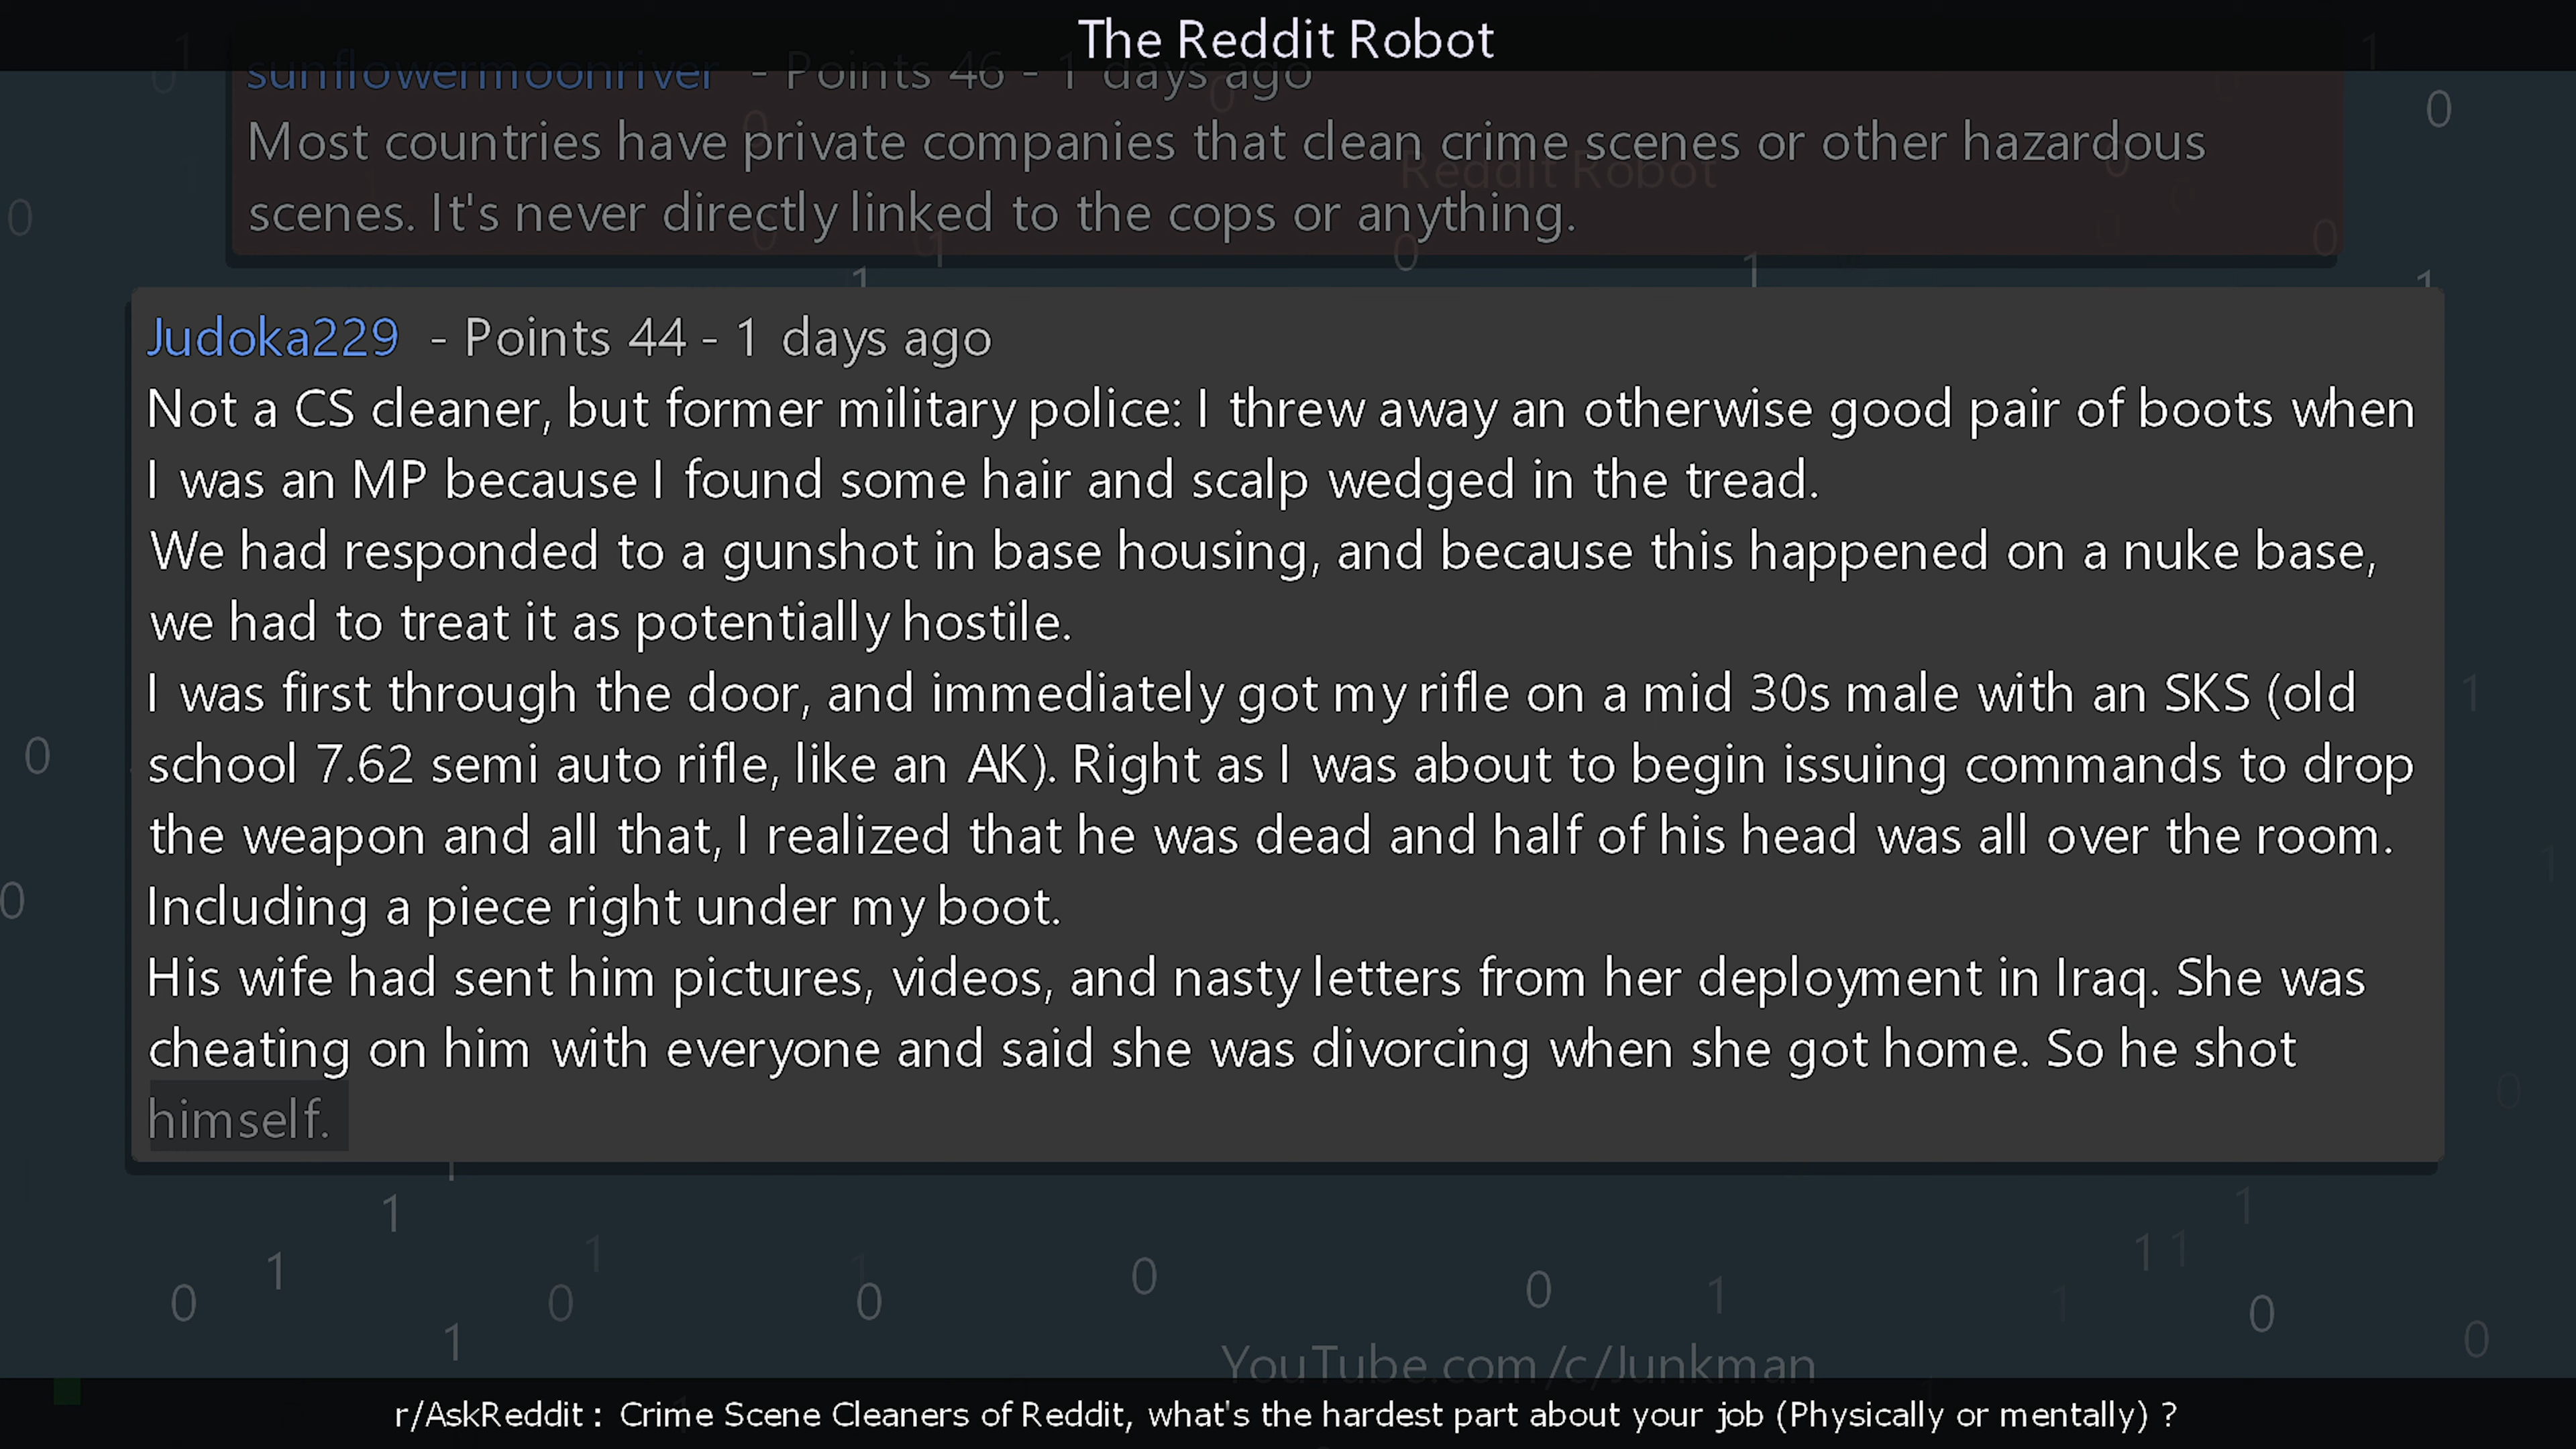 The Reddit Robot
sunflowermoonriver - Points 46 - 1 days ago
Most countries have private companies that clean crime scenes or other hazardous
Reddit Robot
scenes. It's never directly linked to the cops or anything.
Judoka229 - Points 44 - 1 days ago
Not a CS cleaner, but former military police: I threw away an otherwise good pair of boots when
I was an MP because I found some hair and scalp wedged in the tread.
We had responded to a gunshot in base housing, and because this happened on a nuke base,
we had to treat it as potentially hostile.
I was first through the door, and immediately got my rifle on a mid 30s male with an SKS (old
school 7.62 semi auto rifle, like an AK). Right as I was about to begin issuing commands to drop
the weapon and all that, I realized that he was dead and half of his head was all over the room.
Including a piece right under my boot.
His wife had sent him pictures, videos, and nasty letters from her deployment in Iraq. She was
cheating on him with everyone and said she was divorcing when she got home. So he shot
himself.
YouTube.com/c/Junkman
r/AskReddit : Crime Scene Cleaners of Reddit, what's the hardest part about your job (Physically or mentally) ?